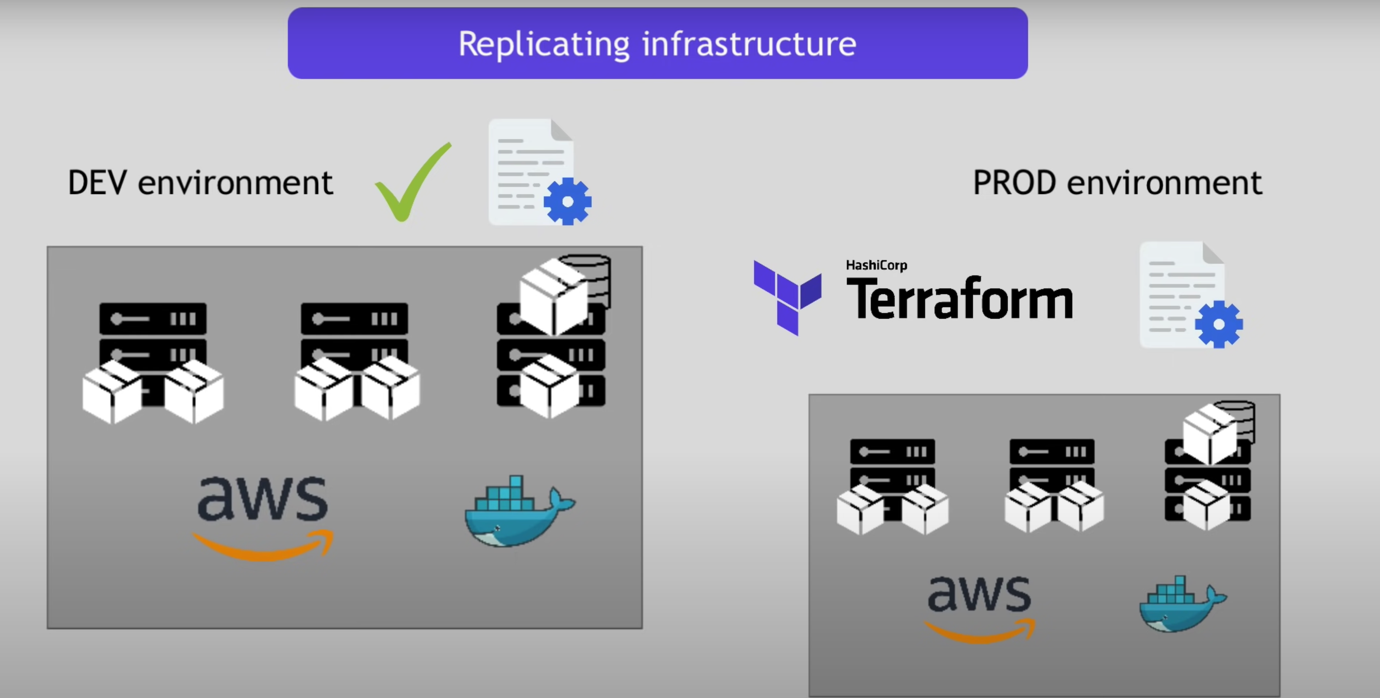 Replicating infrastructure
DEV environment
PROD environment
HashiCorp
Terraform
aws
aws